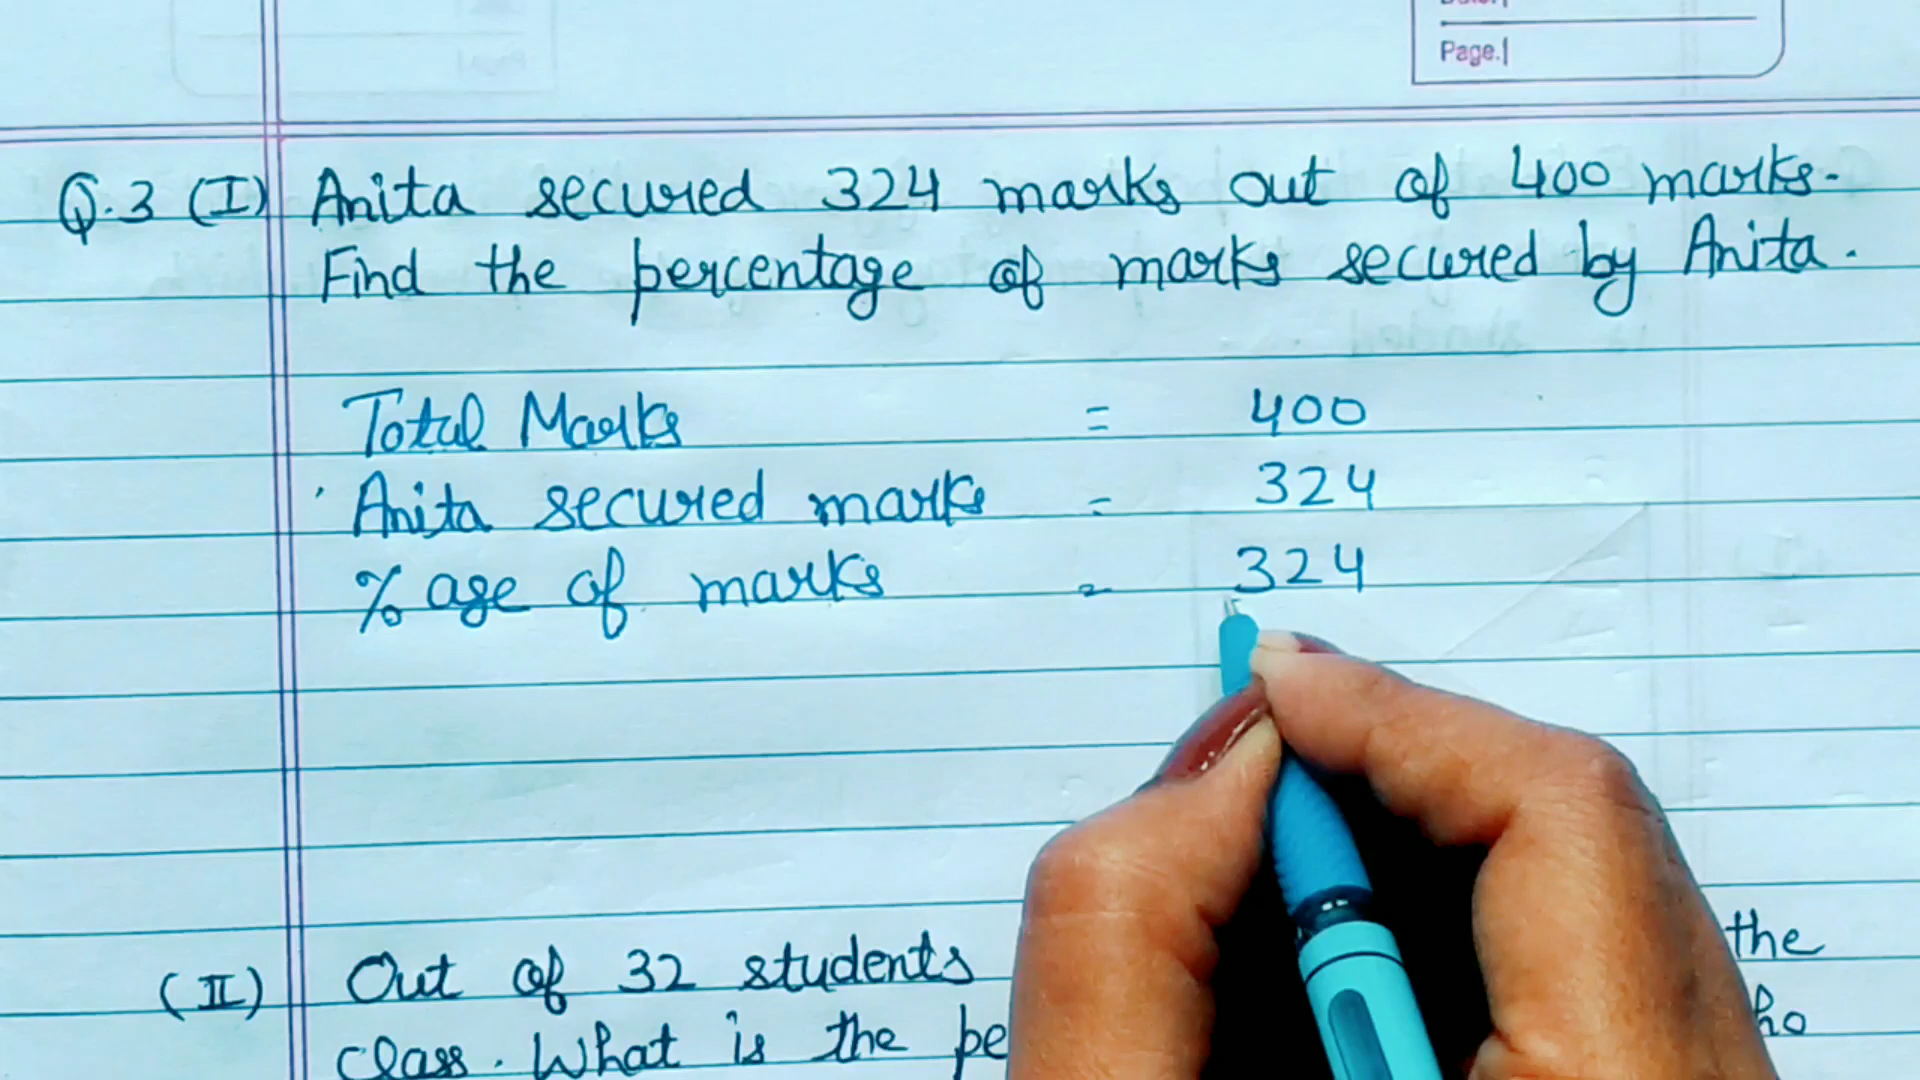 Page.
Q.3 (I) Anita secured 324 marks out of 400 marks.
Find the percentage of marks secured by Anita.
Total Marks = 400
Anita secured marks = 324
% age of marks = 324
(II) Out of 32 students the
class. What is the